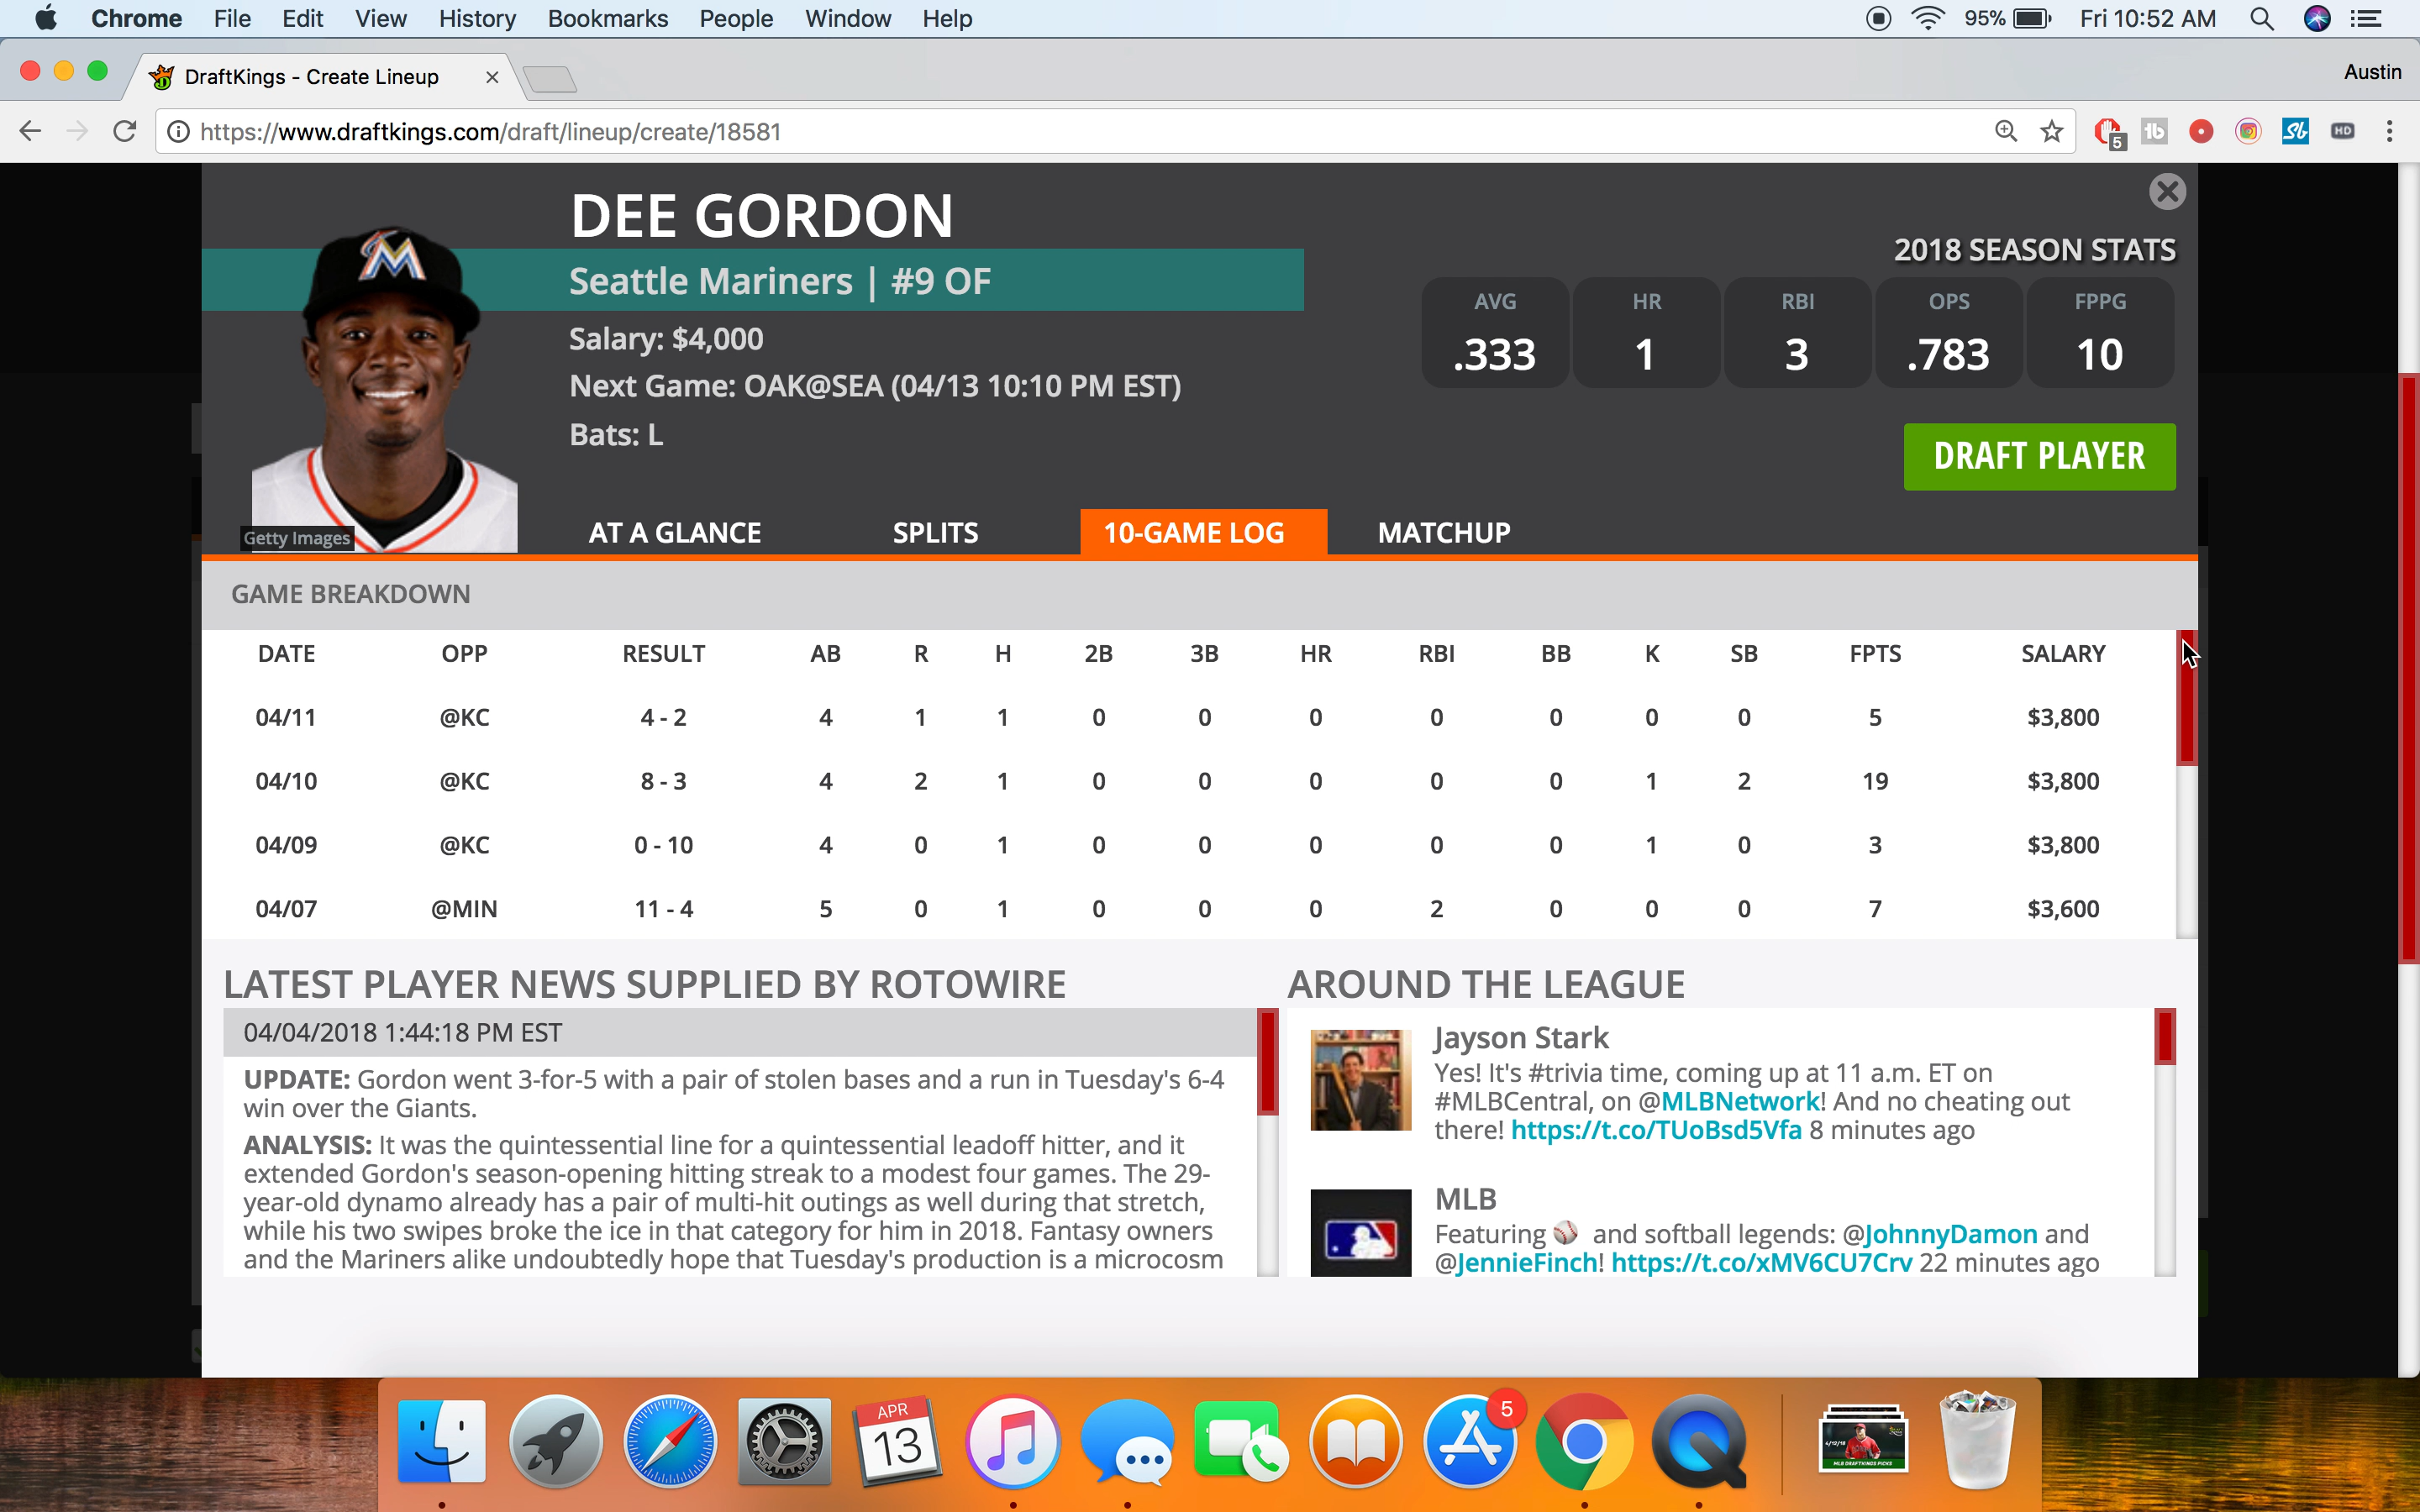 Chrome File Edit View History Bookmarks People Window Help 95% Fri 10:52 AM
DraftKings - Create Lineup
Austin
https://www.draftkings.com/draft/lineup/create/18581
5
HD
DEE GORDON
Seattle Mariners | #9 OF
Salary: $4,000
Next Game: OAK@SEA (04/13 10:10 PM EST)
Bats: L
Getty Images
2018 SEASON STATS
AVG HR RBI OPS FPPG
.333 1 3 .783 10
DRAFT PLAYER
AT A GLANCE SPLITS 10-GAME LOG MATCHUP
GAME BREAKDOWN
DATE OPP RESULT AB R H 2B 3B HR RBI BB K SB FPTS SALARY
04/11 @KC 4 - 2 4 1 1 0 0 0 0 0 0 0 5 $3,800
04/10 @KC 8 - 3 4 2 1 0 0 0 0 0 1 2 19 $3,800
04/09 @KC 0 - 10 4 0 1 0 0 0 0 0 1 0 3 $3,800
04/07 @MIN 11 - 4 5 0 1 0 0 0 2 0 0 0 7 $3,600
LATEST PLAYER NEWS SUPPLIED BY ROTOWIRE
04/04/2018 1:44:18 PM EST
UPDATE: Gordon went 3-for-5 with a pair of stolen bases and a run in Tuesday's 6-4
win over the Giants.
ANALYSIS: It was the quintessential line for a quintessential leadoff hitter, and it
extended Gordon's season-opening hitting streak to a modest four games. The 29-
year-old dynamo already has a pair of multi-hit outings as well during that stretch,
while his two swipes broke the ice in that category for him in 2018. Fantasy owners
and the Mariners alike undoubtedly hope that Tuesday's production is a microcosm
AROUND THE LEAGUE
Jayson Stark
Yes! It's #trivia time, coming up at 11 a.m. ET on
#MLBCentral, on @MLBNetwork! And no cheating out
there! https://t.co/TUoBsd5Vfa 8 minutes ago
MLB
Featuring ⚾ and softball legends: @JohnnyDamon and
@JennieFinch! https://t.co/xMV6CU7Crv 22 minutes ago
APR
13
5
4/13/18
MLB DRAFTKINGS PICKS